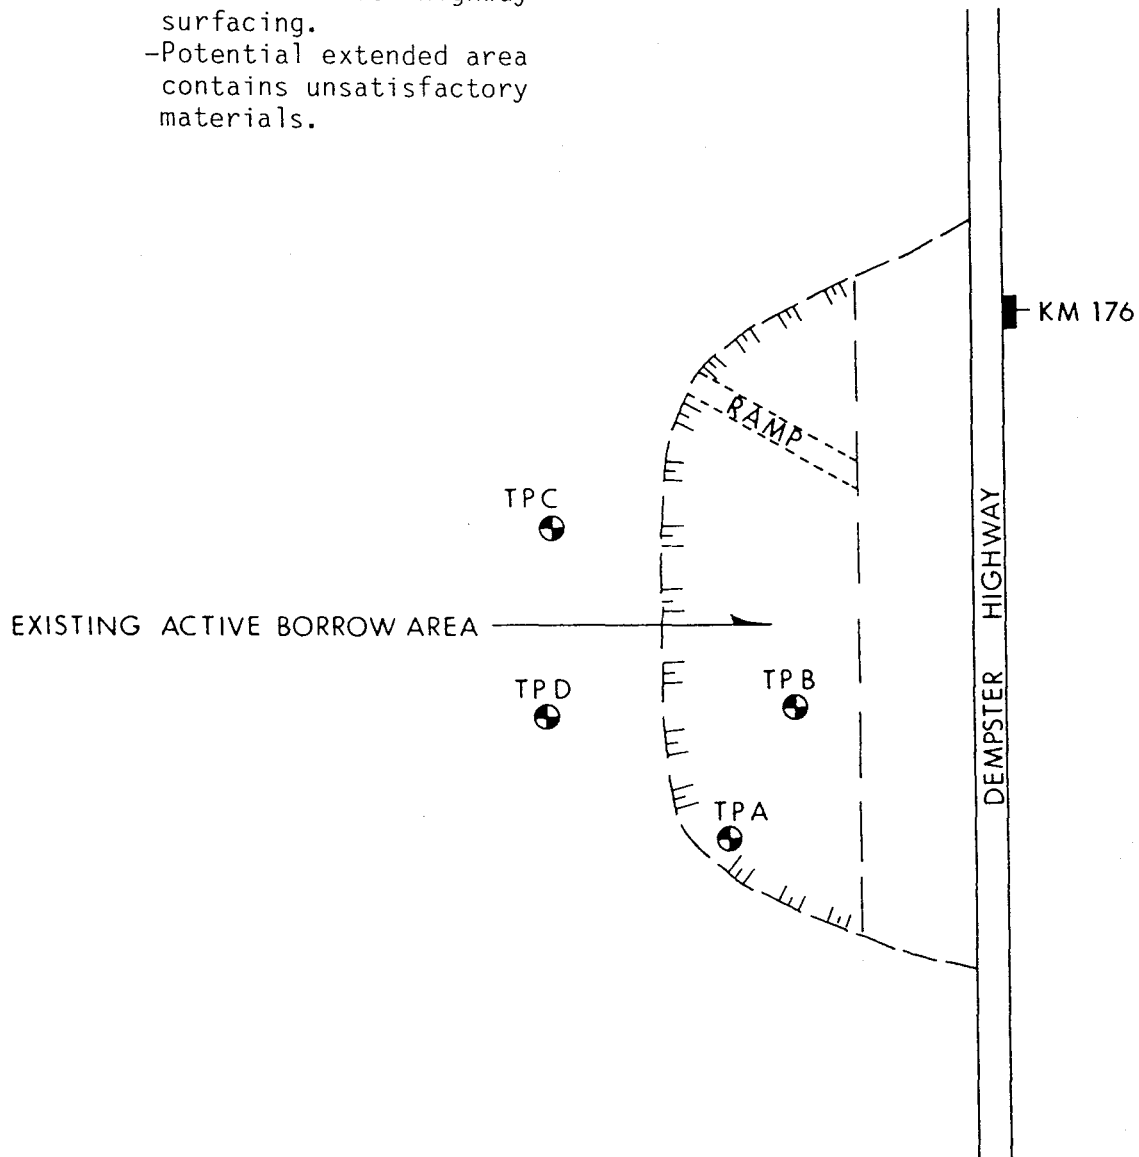 surfacing.
-Potential extended area
contains unsatisfactory
materials.
KM 176
RAMP
TPC
DEMPSTER HIGHWAY
EXISTING ACTIVE BORROW AREA
TPD
TPB
TPA